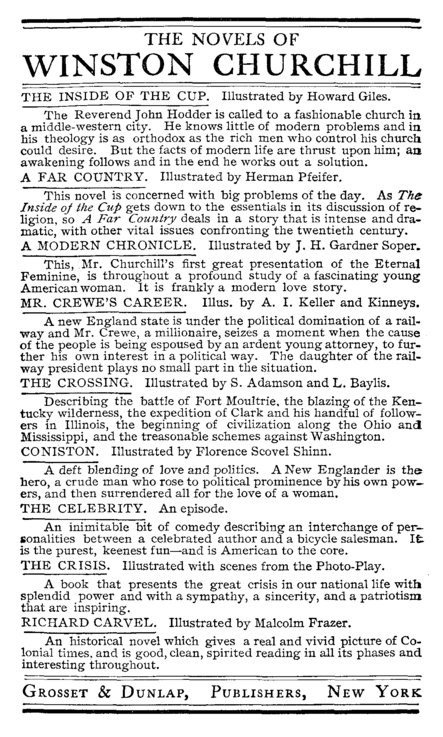 THE NOVELS OF
WINSTON CHURCHILL
THE INSIDE OF THE CUP. Illustrated by Howard Giles.
The Reverend John Hodder is called to a fashionable church in
a middle-western city. He knows little of modern problems and in
his theology is as orthodox as the rich men who control his church
could desire. But the facts of modern life are thrust upon him; an
awakening follows and in the end he works out a solution.
A FAR COUNTRY. Illustrated by Herman Pfeifer.
This novel is concerned with big problems of the day. As The
Inside of the Cup gets down to the essentials in its discussion of re-
ligion, so A Far Country deals in a story that is intense and dra-
matic, with other vital issues confronting the twentieth century.
A MODERN CHRONICLE. Illustrated by J. H. Gardner Soper.
This, Mr. Churchill's first great presentation of the Eternal
Feminine, is throughout a profound study of a fascinating young
American woman. It is frankly a modern love story.
MR. CREWE'S CAREER. Illus. by A. I. Keller and Kinneys.
A new England state is under the political domination of a rail-
way and Mr. Crewe, a millionaire, seizes a moment when the cause
of the people is being espoused by an ardent young attorney, to fur-
ther his own interest in a political way. The daughter of the rail-
way president plays no small part in the situation.
THE CROSSING. Illustrated by S. Adamson and L. Baylis.
Describing the battle of Fort Moultrie, the blazing of the Ken-
tucky wilderness, the expedition of Clark and his handful of follow-
ers in Illinois, the beginning of civilization along the Ohio and
Mississippi, and the treasonable schemes against Washington.
CONISTON. Illustrated by Florence Scovel Shinn.
A deft blending of love and politics. A New Englander is the
hero, a crude man who rose to political prominence by his own pow-
ers, and then surrendered all for the love of a woman.
THE CELEBRITY. An episode.
An inimitable bit of comedy describing an interchange of per-
sonalities between a celebrated author and a bicycle salesman. It
is the purest, keenest fun—and is American to the core.
THE CRISIS. Illustrated with scenes from the Photo-Play.
A book that presents the great crisis in our national life with
splendid power and with a sympathy, a sincerity, and a patriotism
that are inspiring.
RICHARD CARVEL. Illustrated by Malcolm Frazer.
An historical novel which gives a real and vivid picture of Co-
lonial times, and is good, clean, spirited reading in all its phases and
interesting throughout.
GROSSET & DUNLAP, PUBLISHERS, NEW YORK